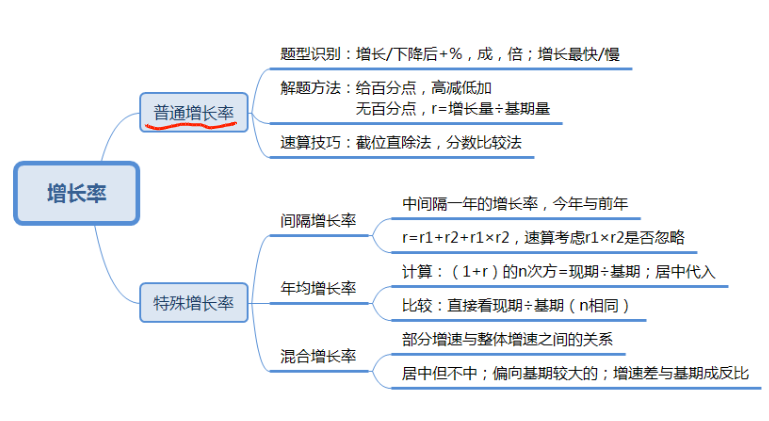 增长率
普通增长率
题型识别：增长/下降后+%，成，倍；增长最快/慢
解题方法：给百分点，高减低加
无百分点，r=增长量÷基期量
速算技巧：截位直除法，分数比较法
特殊增长率
间隔增长率
中间隔一年的增长率，今年与前年
r=r1+r2+r1×r2，速算考虑r1×r2是否忽略
年均增长率
计算：（1+r）的n次方=现期÷基期；居中代入
比较：直接看现期÷基期（n相同）
混合增长率
部分增速与整体增速之间的关系
居中但不中；偏向基期较大的；增速差与基期成反比